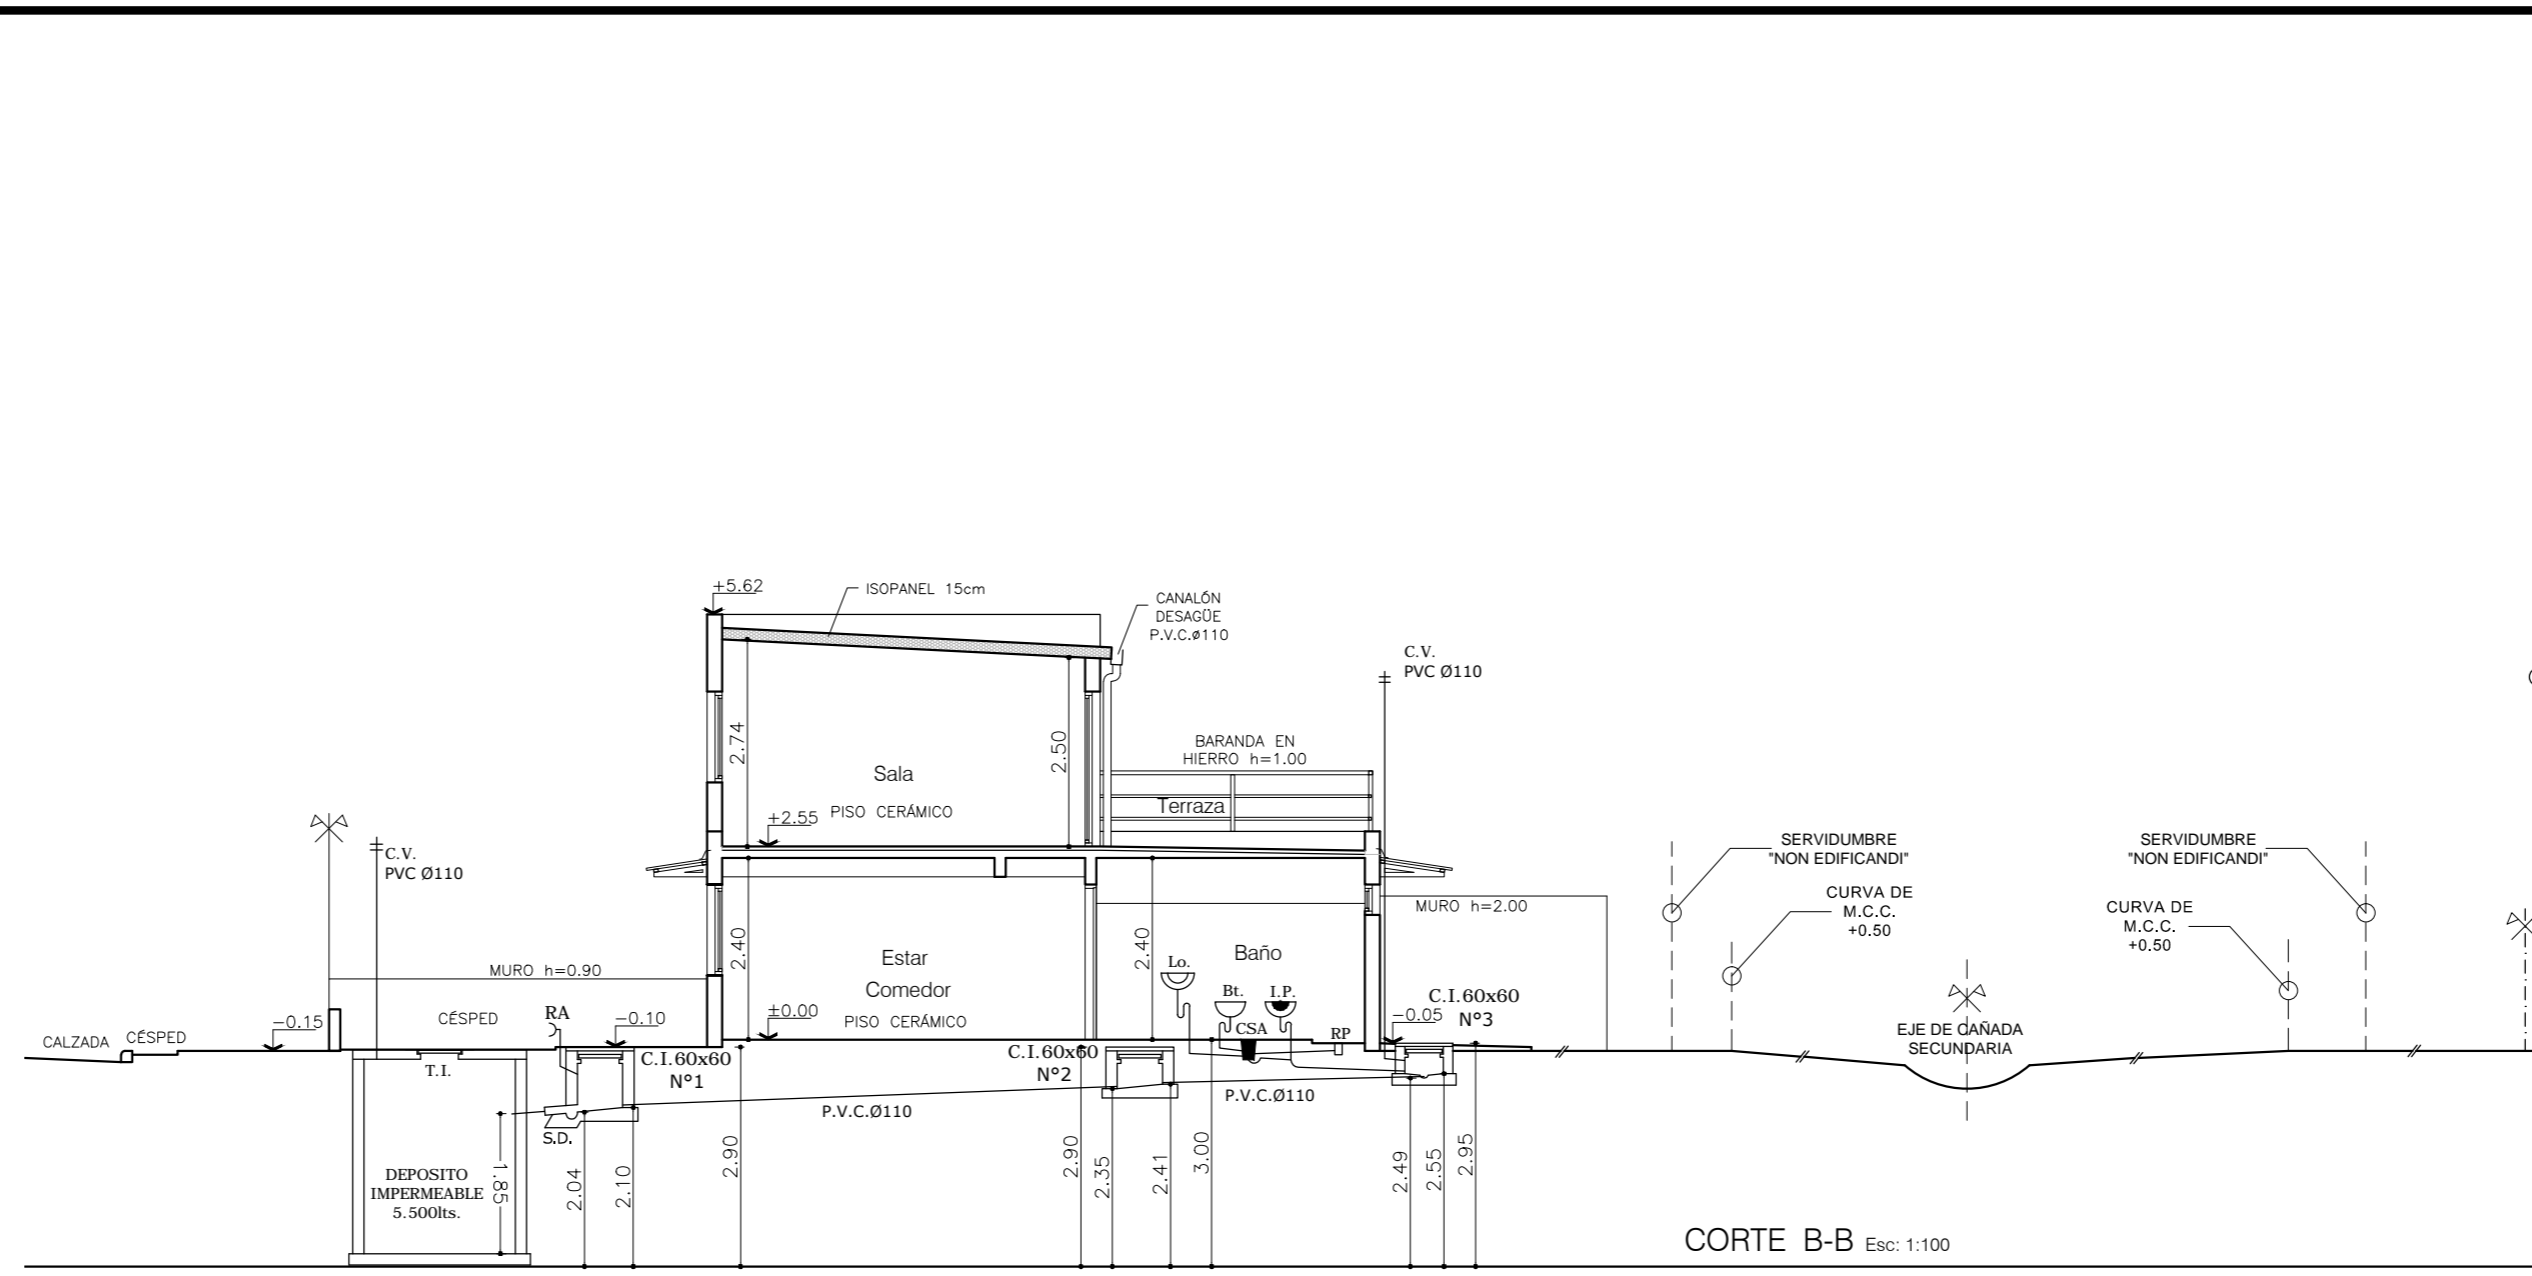 +5.62
ISOPANEL 15cm
CANALÓN
DESAGÜE
P.V.C.ø110
C.V.
PVC Ø110
2.74
2.50
BARANDA EN
HIERRO h=1.00
Sala
PISO CERÁMICO
+2.55
Terraza
C.V.
PVC Ø110
SERVIDUMBRE
"NON EDIFICANDI"
SERVIDUMBRE
"NON EDIFICANDI"
CURVA DE
M.C.C.
+0.50
CURVA DE
M.C.C.
+0.50
MURO h=2.00
MURO h=0.90
2.40
2.40
Estar
Comedor
PISO CERÁMICO
±0.00
Baño
Lo.
Bt.
I.P.
CSA
RP
C.I.60x60
N°3
-0.05
EJE DE CAÑADA
SECUNDARIA
CALZADA
CÉSPED
-0.15
CÉSPED
RA
-0.10
T.I.
C.I.60x60
N°1
C.I.60x60
N°2
P.V.C.Ø110
P.V.C.Ø110
S.D.
DEPOSITO
IMPERMEABLE
5.500lts.
1.85
2.04
2.10
2.90
2.90
2.35
2.41
3.00
2.49
2.55
2.95
CORTE B-B Esc: 1:100